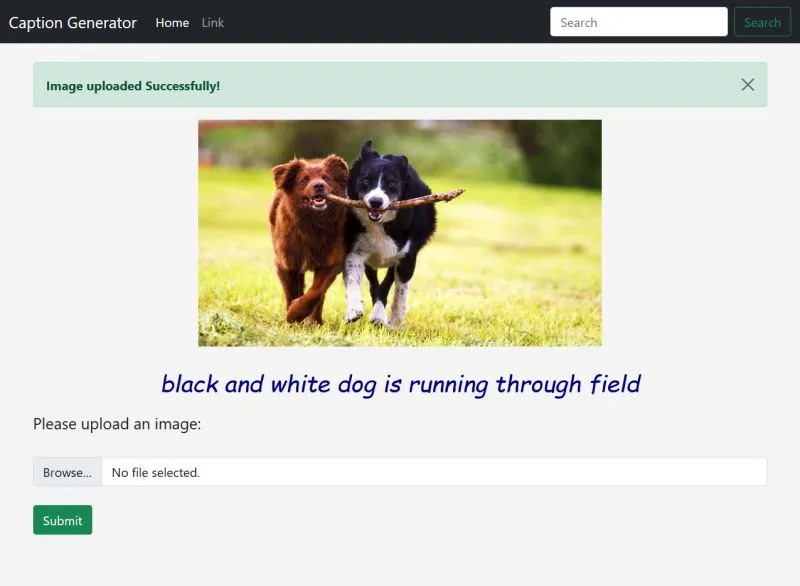 Caption Generator Home Link Search Search
Image uploaded Successfully!
black and white dog is running through field
Please upload an image:
Browse... No file selected.
Submit